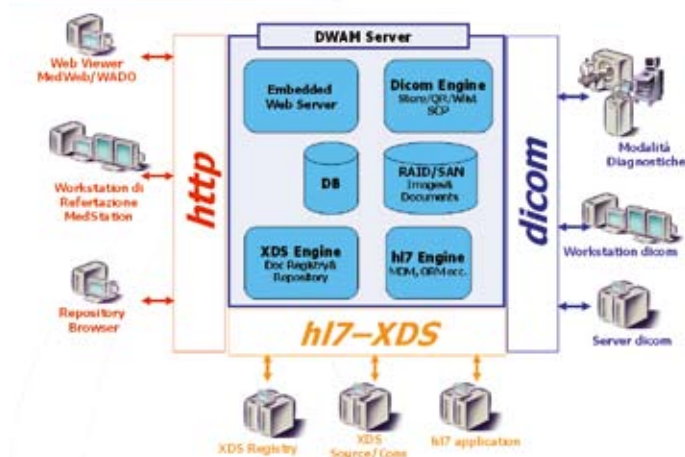 DWAM Server
Web Viewer
MedWeb/WADO
Workstation di
Refertazione
MedStation
Repository
Browser
http
Embedded
Web Server
Dicom Engine
Store/QR/Wlist
SCP
DB
RAID/SAN
Images&
Documents
XDS Engine
Doc Registry&
Repository
hl7 Engine
MDM, ORM ecc.
dicom
Modalità
Diagnostiche
Workstation dicom
Server dicom
hl7-XDS
XDS Registry
XDS
Source/Cons
hl7 application